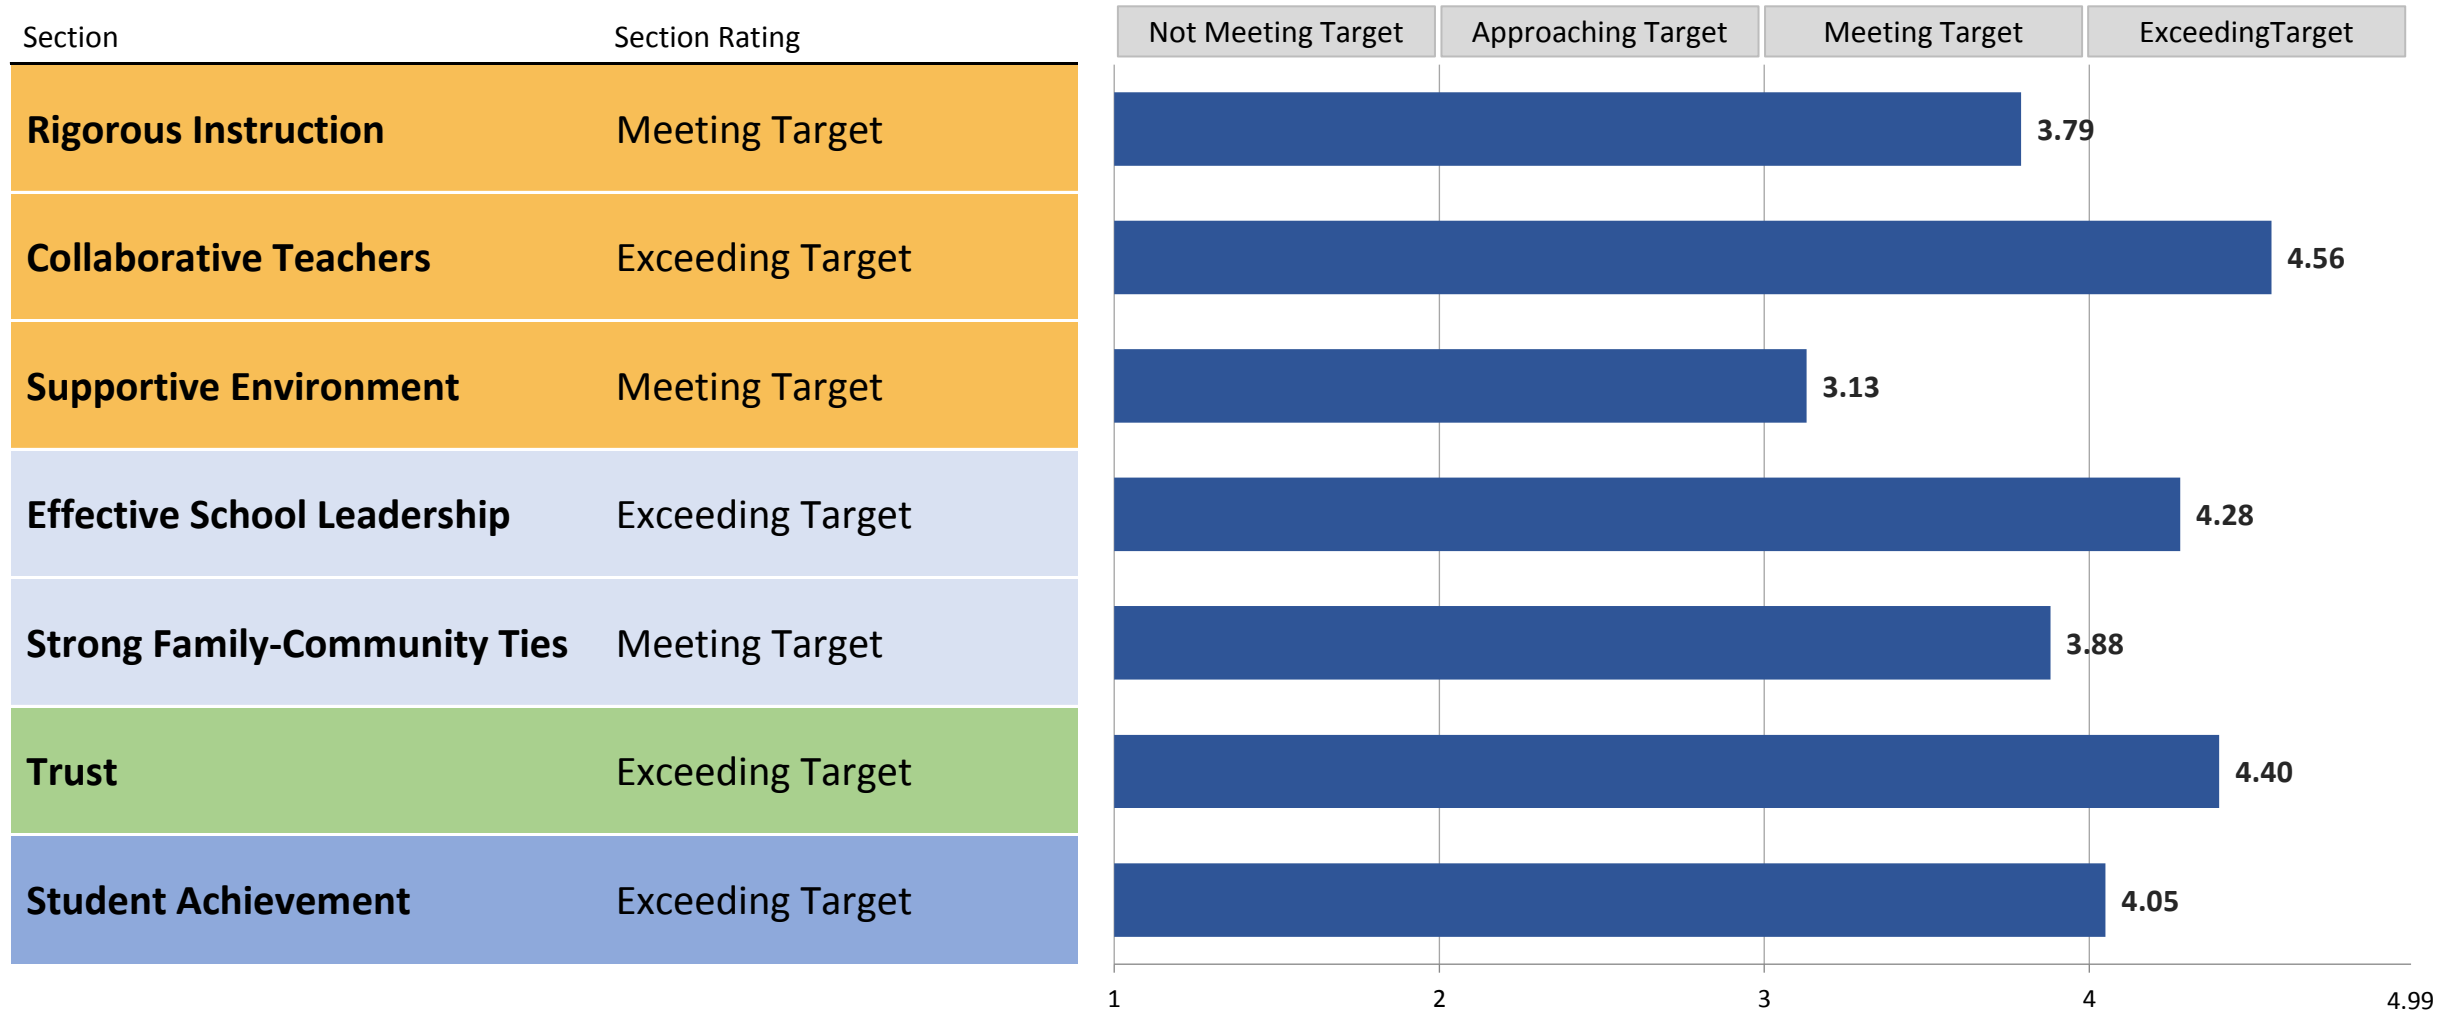 Section Section Rating Not Meeting Target Approaching Target Meeting Target ExceedingTarget
Rigorous Instruction Meeting Target 3.79
Collaborative Teachers Exceeding Target 4.56
Supportive Environment Meeting Target 3.13
Effective School Leadership Exceeding Target 4.28
Strong Family-Community Ties Meeting Target 3.88
Trust Exceeding Target 4.40
Student Achievement Exceeding Target 4.05
1 2 3 4 4.99